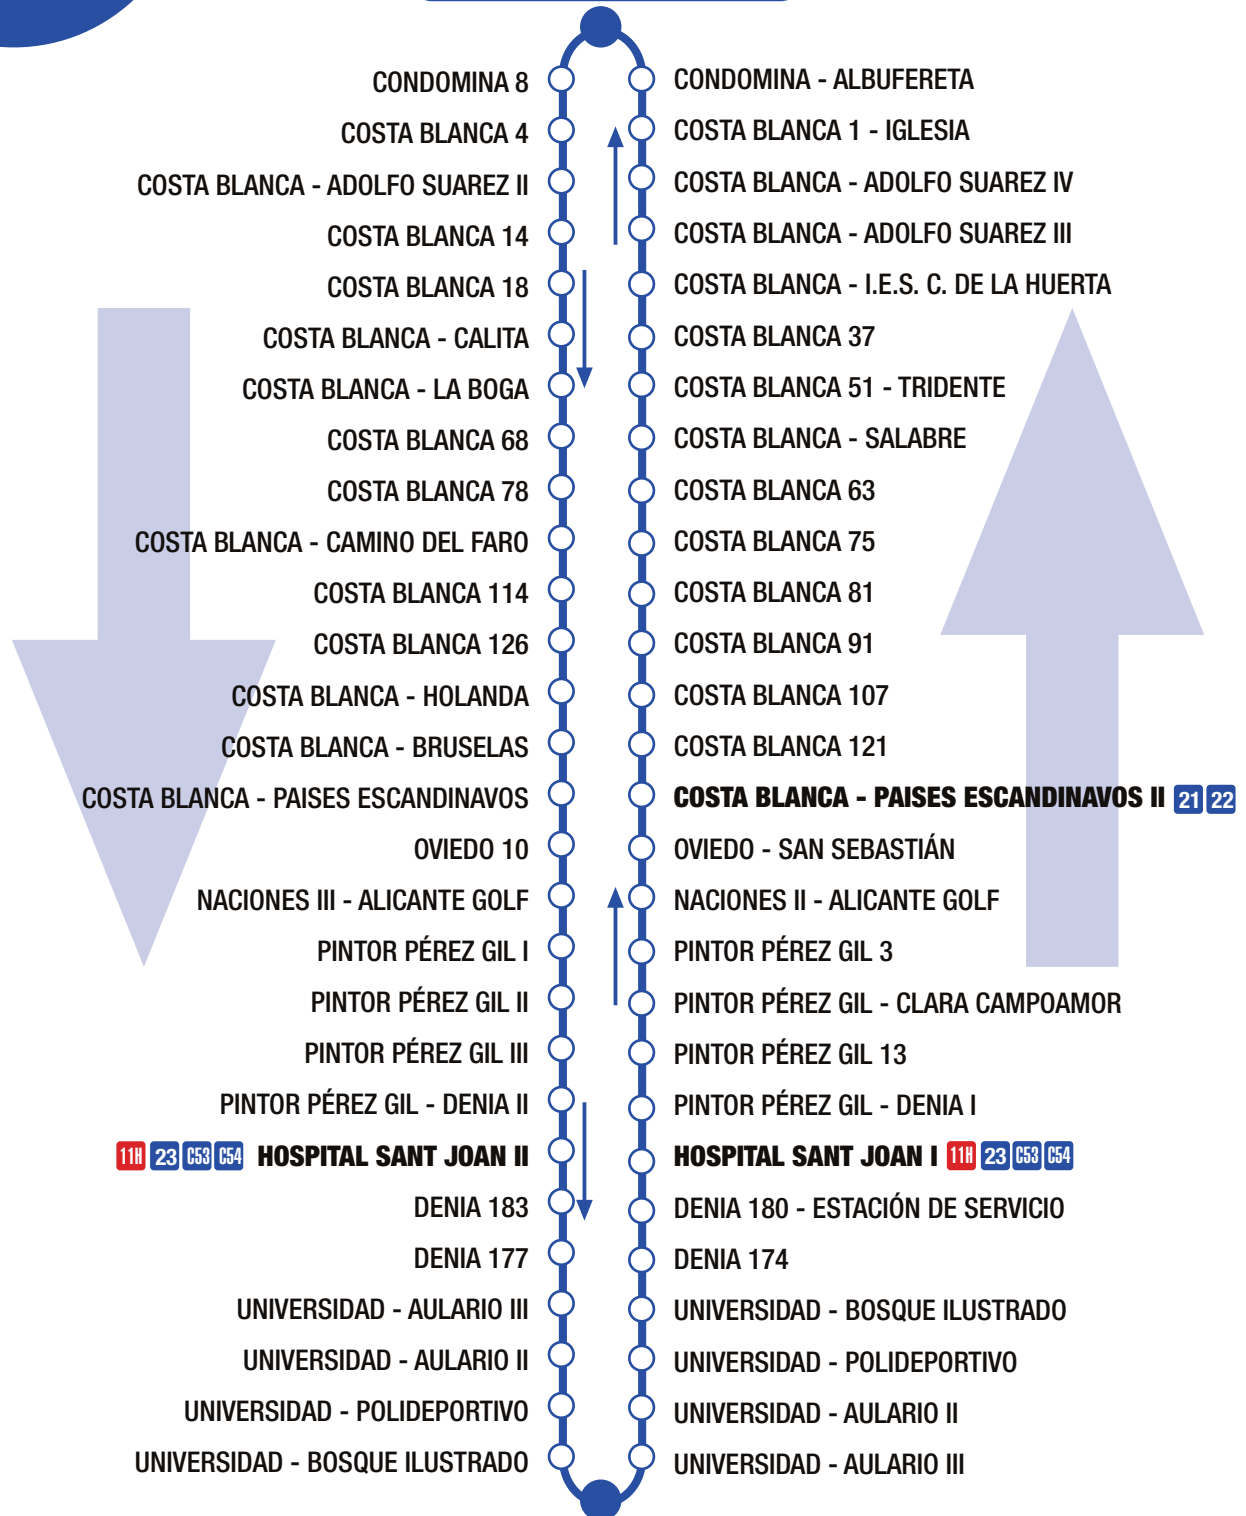 CONDOMINA 8
COSTA BLANCA 4
COSTA BLANCA - ADOLFO SUAREZ II
COSTA BLANCA 14
COSTA BLANCA 18
COSTA BLANCA - CALITA
COSTA BLANCA - LA BOGA
COSTA BLANCA 68
COSTA BLANCA 78
COSTA BLANCA - CAMINO DEL FARO
COSTA BLANCA 114
COSTA BLANCA 126
COSTA BLANCA - HOLANDA
COSTA BLANCA - BRUSELAS
COSTA BLANCA - PAISES ESCANDINAVOS
OVIEDO 10
NACIONES III - ALICANTE GOLF
PINTOR PÉREZ GIL I
PINTOR PÉREZ GIL II
PINTOR PÉREZ GIL III
PINTOR PÉREZ GIL - DENIA II
11H 23 C53 C54 HOSPITAL SANT JOAN II
DENIA 183
DENIA 177
UNIVERSIDAD - AULARIO III
UNIVERSIDAD - AULARIO II
UNIVERSIDAD - POLIDEPORTIVO
UNIVERSIDAD - BOSQUE ILUSTRADO
CONDOMINA - ALBUFERETA
COSTA BLANCA 1 - IGLESIA
COSTA BLANCA - ADOLFO SUAREZ IV
COSTA BLANCA - ADOLFO SUAREZ III
COSTA BLANCA - I.E.S. C. DE LA HUERTA
COSTA BLANCA 37
COSTA BLANCA 51 - TRIDENTE
COSTA BLANCA - SALABRE
COSTA BLANCA 63
COSTA BLANCA 75
COSTA BLANCA 81
COSTA BLANCA 91
COSTA BLANCA 107
COSTA BLANCA 121
COSTA BLANCA - PAISES ESCANDINAVOS II 21 22
OVIEDO - SAN SEBASTIÁN
NACIONES II - ALICANTE GOLF
PINTOR PÉREZ GIL 3
PINTOR PÉREZ GIL - CLARA CAMPOAMOR
PINTOR PÉREZ GIL 13
PINTOR PÉREZ GIL - DENIA I
HOSPITAL SANT JOAN I 11H 23 C53 C54
DENIA 180 - ESTACIÓN DE SERVICIO
DENIA 174
UNIVERSIDAD - BOSQUE ILUSTRADO
UNIVERSIDAD - POLIDEPORTIVO
UNIVERSIDAD - AULARIO II
UNIVERSIDAD - AULARIO III